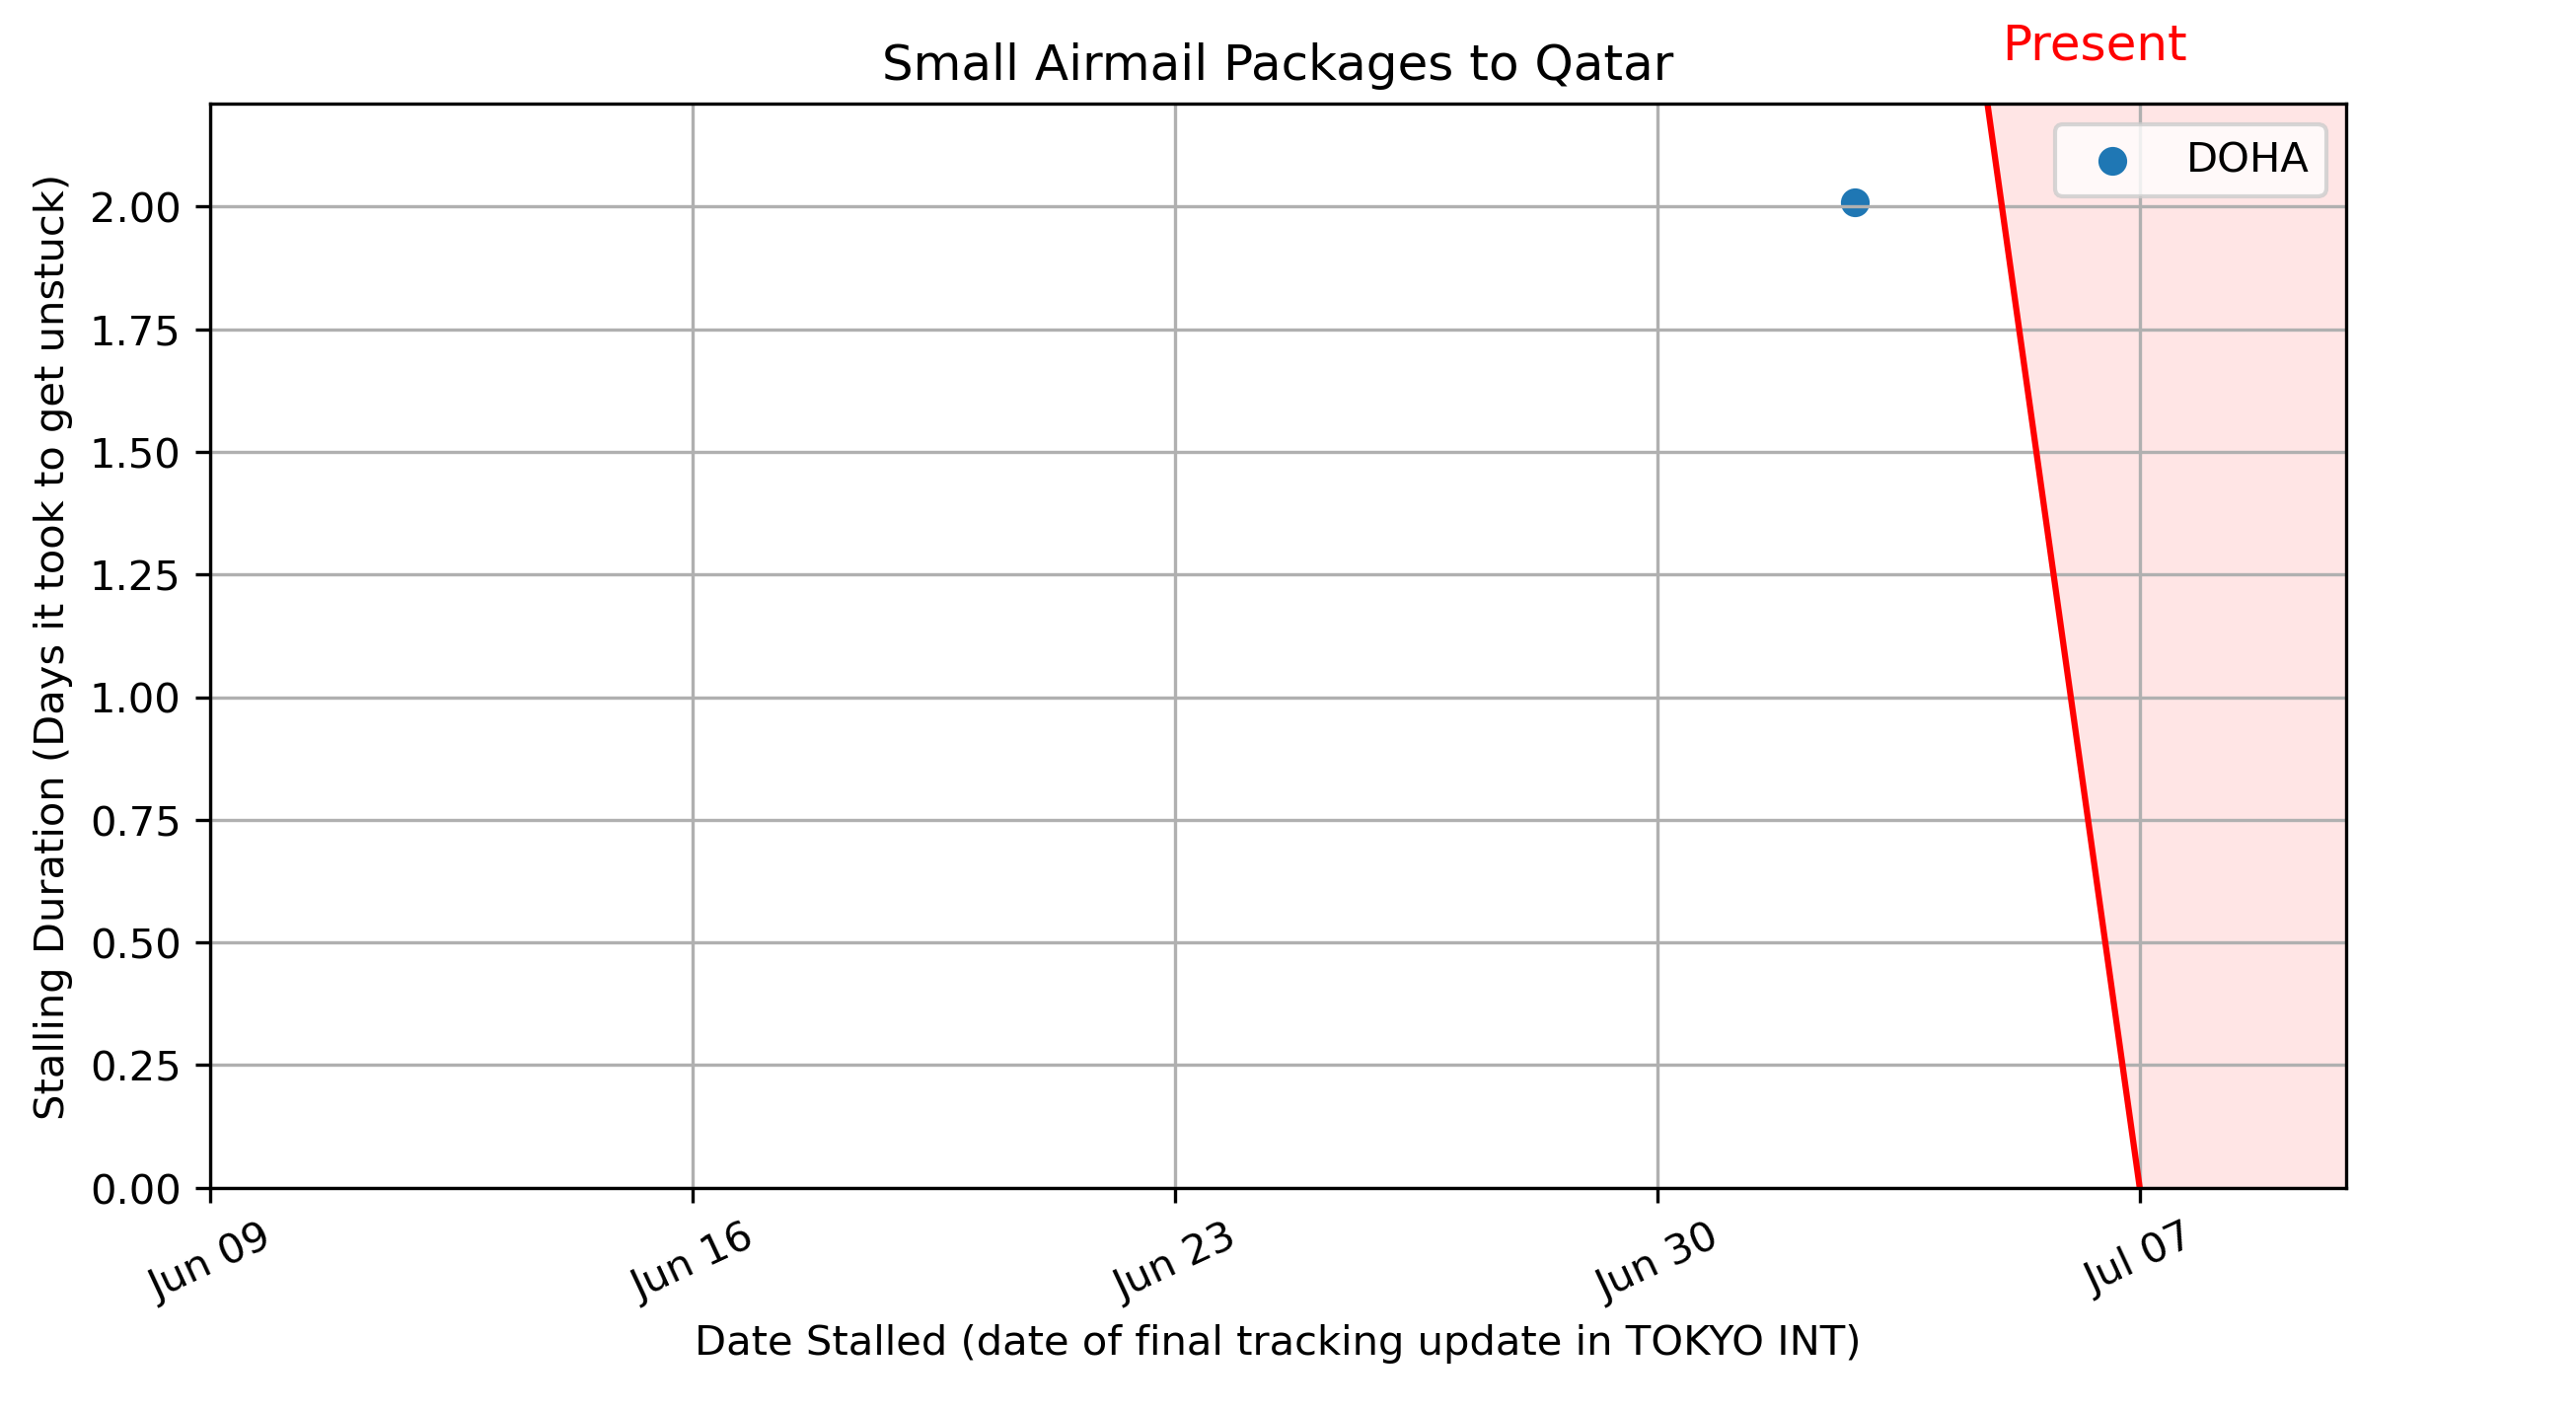 Present
Small Airmail Packages to Qatar
DOHA
Stalling Duration (Days it took to get unstuck)
2.00
1.75
1.50
1.25
1.00
0.75
0.50
0.25
0.00
Jun 09 Jun 16 Jun 23 Jun 30 Jul 07
Date Stalled (date of final tracking update in TOKYO INT)